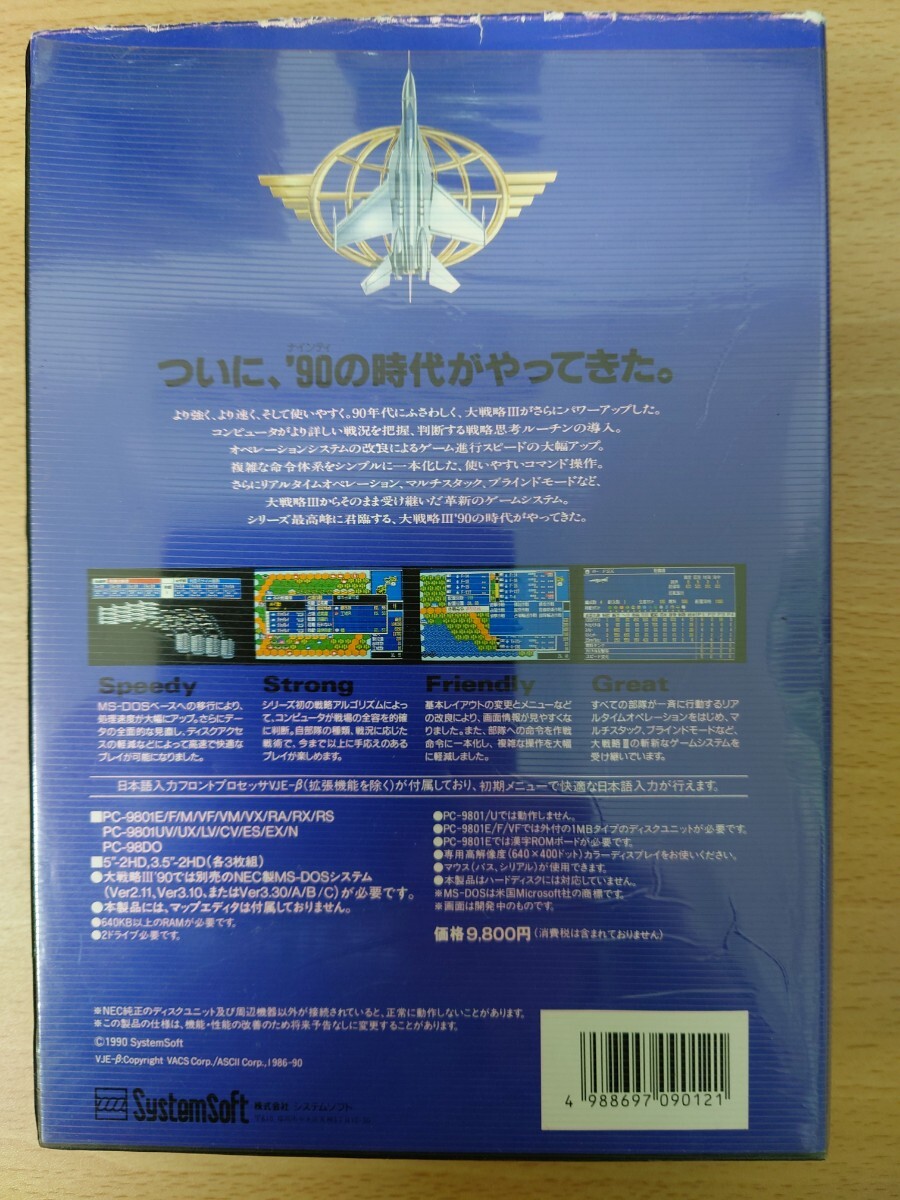 ナインティ
ついに、'90の時代がやってきた。
より強く、より速く、そして使いやすく。90年代にふさわしく、大戦略IIIがさらにパワーアップした。
コンピュータがより詳しい戦況を把握、判断する戦略思考ルーチンの導入。
オペレーションシステムの改良によるゲーム進行スピードの大幅アップ。
複雑な命令体系をシンプルに一本化した、使いやすいコマンド操作。
さらにリアルタイムオペレーション、マルチスタック、ブラインドモードなど、
大戦略IIIからそのまま受け継いだ革新のゲームシステム。
シリーズ最高峰に君臨する、大戦略III'90の時代がやってきた。
Speedy
MS-DOSベースへの移行により、
処理速度が大幅にアップ。さらにデー
タの全面的な見直し、ディスクアクセ
スの軽減などによって高速で快適な
プレイが可能になりました。
Strong
シリーズ初の戦略アルゴリズムによっ
て、コンピュータが戦場の全容を的確
に判断。自部隊の種類、戦況に応じた
戦術で、今まで以上に手応えのある
プレイが楽しめます。
Friendly
基本レイアウトの変更とメニューなど
の改良により、画面情報が見やすくな
りました。また、部隊への命令を作戦
命令に一本化し、複雑な操作を大幅
に軽減しました。
Great
すべての部隊が一斉に行動するリア
ルタイムオペレーションをはじめ、マ
ルチスタック、ブラインドモードなど、
大戦略IIIの斬新なゲームシステムを
受け継いでいます。
日本語入力フロントプロセッサVJE-β(拡張機能を除く)が付属しており、初期メニューで快適な日本語入力が行えます。
■PC-9801E/F/M/VF/VM/VX/RA/RX/RS
PC-9801UV/UX/LV/CV/ES/EX/N
PC-98DO
■5"-2HD,3.5"-2HD(各3枚組)
●大戦略III'90では別売のNEC製MS-DOSシステム
(Ver2.11, Ver3.10、またはVer3.30/A/B/C)が必要です。
●本製品には、マップエディタは付属しておりません。
●640KB以上のRAMが必要です。
●2ドライブ必要です。
●PC-9801/Uでは動作しません。
●PC-9801E/F/VFでは外付の1MBタイプのディスクユニットが必要です。
●PC-9801Eでは漢字ROMボードが必要です。
●専用高解像度(640×400ドット)カラーディスプレイをお使いください。
●マウス(バス、シリアル)が使用できます。
●本製品はハードディスクには対応していません。
※MS-DOSは米国Microsoft社の商標です。
※画面は開発中のものです。
価格9,800円(消費税は含まれておりません)
※NEC純正のディスクユニット及び周辺機器以外が接続されていると、正常に動作しないことがあります。
※この製品の仕様は、機能・性能の改善のため将来予告なしに変更することがあります。
©1990 SystemSoft
VJE-β:Copyright VACS Corp./ASCII Corp.,1986-90
SystemSoft 株式会社 システムソフト
4 988697 090121